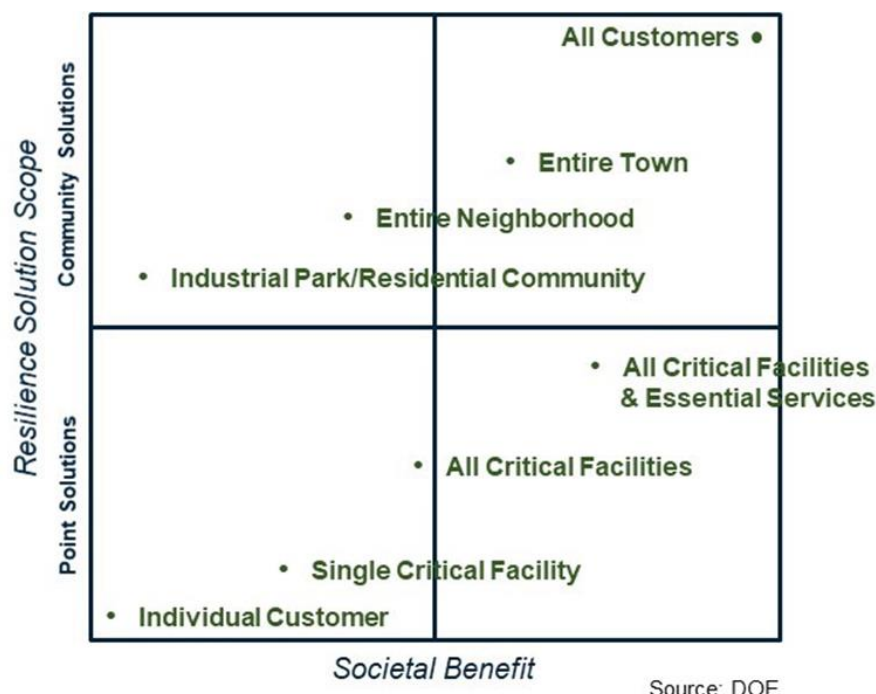 Resilience Solution Scope
Community Solutions
Point Solutions
All Customers
Entire Town
Entire Neighborhood
Industrial Park/Residential Community
All Critical Facilities
& Essential Services
All Critical Facilities
Single Critical Facility
Individual Customer
Societal Benefit
Source: DOE